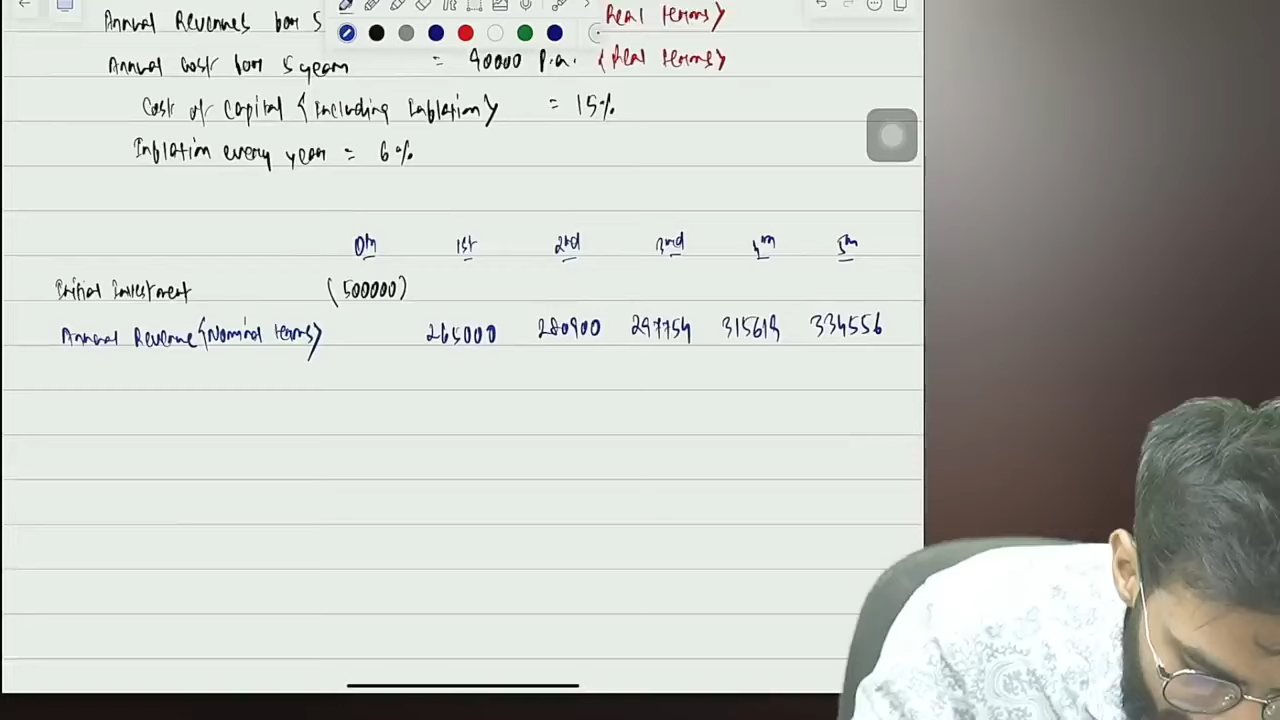 Annual Revenues for 5
Real terms}
Annual Cost for 5 years = 40000 p.a. {Real terms}
Cost of Capital {Including Inflation} = 15%
Inflation every year = 6%
0th 1st 2nd 3rd 4th 5th
Initial Investment (500000)
Annual Revenue {Nominal terms} 265000 280900 297754 315619 334556